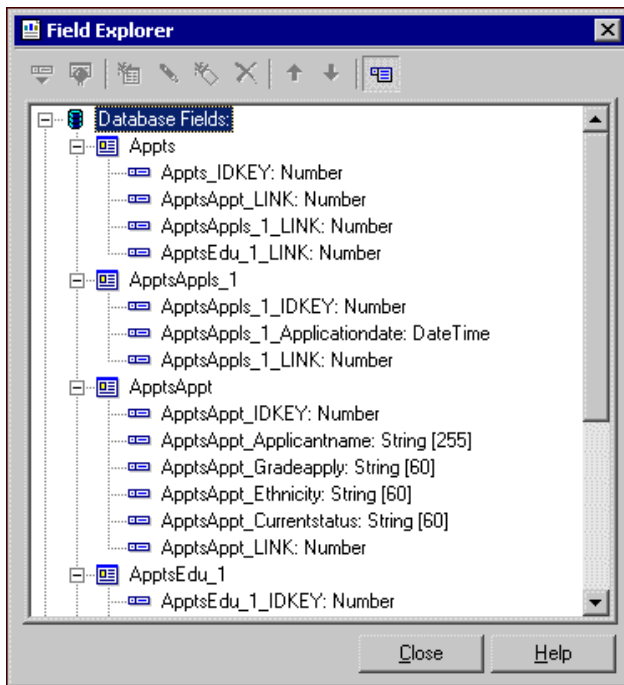 Field Explorer
Database Fields:
Appts
Appts_IDKEY: Number
ApptsAppt_LINK: Number
ApptsAppls_1_LINK: Number
ApptsEdu_1_LINK: Number
ApptsAppls_1
ApptsAppls_1_IDKEY: Number
ApptsAppls_1_Applicationdate: DateTime
ApptsAppls_1_LINK: Number
ApptsAppt
ApptsAppt_IDKEY: Number
ApptsAppt_Applicantname: String [255]
ApptsAppt_Gradeapply: String [60]
ApptsAppt_Ethnicity: String [60]
ApptsAppt_Currentstatus: String [60]
ApptsAppt_LINK: Number
ApptsEdu_1
ApptsEdu_1_IDKEY: Number
Close Help